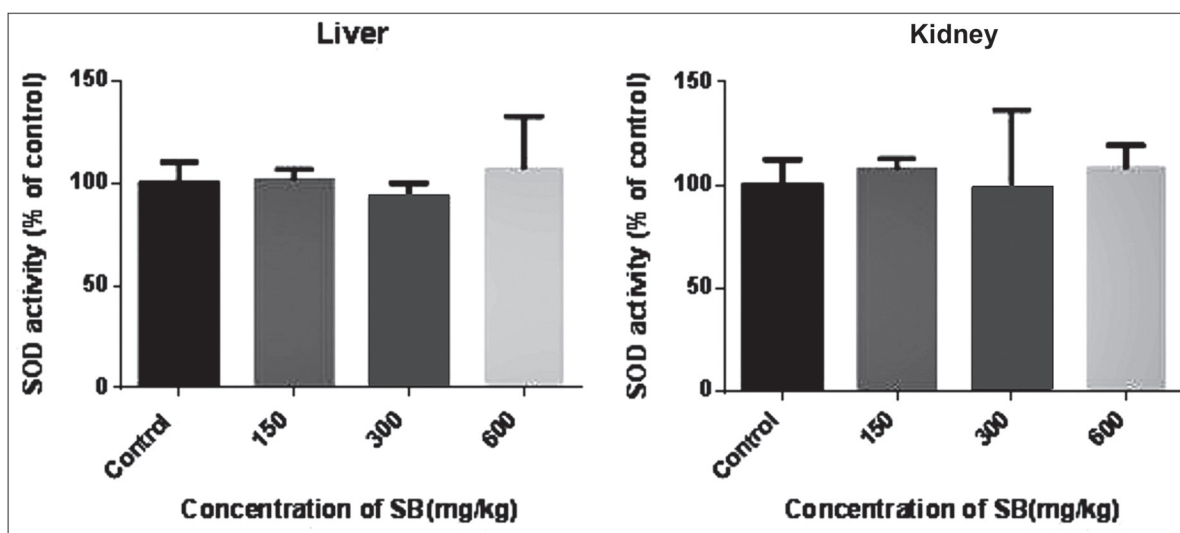 Liver
SOD activity (% of control)
150
100
50
0
Control
150
300
600
Concentration of SB(mg/kg)
Kidney
SOD activity (% of control)
150
100
50
0
Control
150
300
600
Concentration of SB(mg/kg)